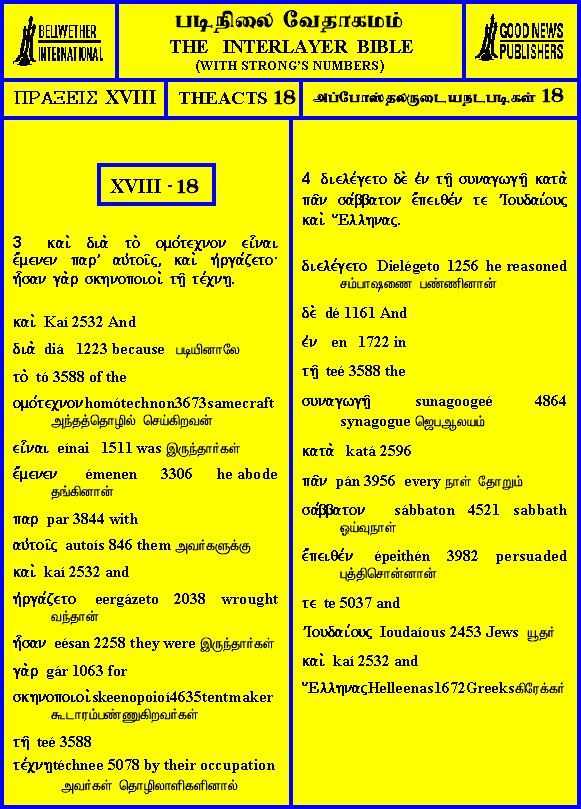 BELLWETHER
INTERNATIONAL
படிநிலை வேதாகமம்
THE INTERLAYER BIBLE
(WITH STRONG'S NUMBERS)
GOOD NEWS
PUBLISHERS
ΠΡΑΞΕΙΣ XVIII
THEACTS 18
அப்போஸ்தலருடையநடபடிகள் 18
XVIII - 18
3 καὶ διὰ τὸ ομότεχνον εἶναι
ἔμενεν παρ' αὐτοῖς, καὶ ἠργάζετο·
ἦσαν γὰρ σκηνοποιοὶ τῇ τέχνῃ.
καὶ Kaí 2532 And
διὰ diá 1223 because படியினாலே
τὸ tó 3588 of the
ομότεχνον homótechnon3673samecraft
அந்தத்தொழில் செய்கிறவன்
εἶναι eínai 1511 was இருந்தார்கள்
ἔμενεν émenen 3306 he abode
தங்கினான்
παρ par 3844 with
αὐτοῖς autoís 846 them அவர்களுக்கு
καὶ kaí 2532 and
ἠργάζετο eergázeto 2038 wrought
வந்தான்
ἦσαν eésan 2258 they were இருந்தார்கள்
γὰρ gár 1063 for
σκηνοποιοὶ skeenopoioí4635tentmaker
கூடாரம்பண்ணுகிறவர்கள்
τῇ teé 3588
τέχνῃ téchnee 5078 by their occupation
அவர்கள் தொழிலாளிகளினால்
4 διελέγετο δὲ ἐν τῇ συναγωγῇ κατὰ
πᾶν σάββατον ἔπειθέν τε Ἰουδαίους
καὶ Ἕλληνας.
διελέγετο Dielégeto 1256 he reasoned
சம்பாஷணை பண்ணினான்
δὲ dé 1161 And
ἐν en 1722 in
τῇ teé 3588 the
συναγωγῇ sunagoogeé 4864
synagogue ஜெபஆலயம்
κατὰ katá 2596
πᾶν pán 3956 every நாள் தோறும்
σάββατον sábbaton 4521 sabbath
ஓய்வுநாள்
ἔπειθέν épeithén 3982 persuaded
புத்திசொன்னான்
τε te 5037 and
Ἰουδαίους Ioudaíous 2453 Jews யூதர்
καὶ kaí 2532 and
Ἕλληνας Helleenas1672Greeksகிரேக்கர்